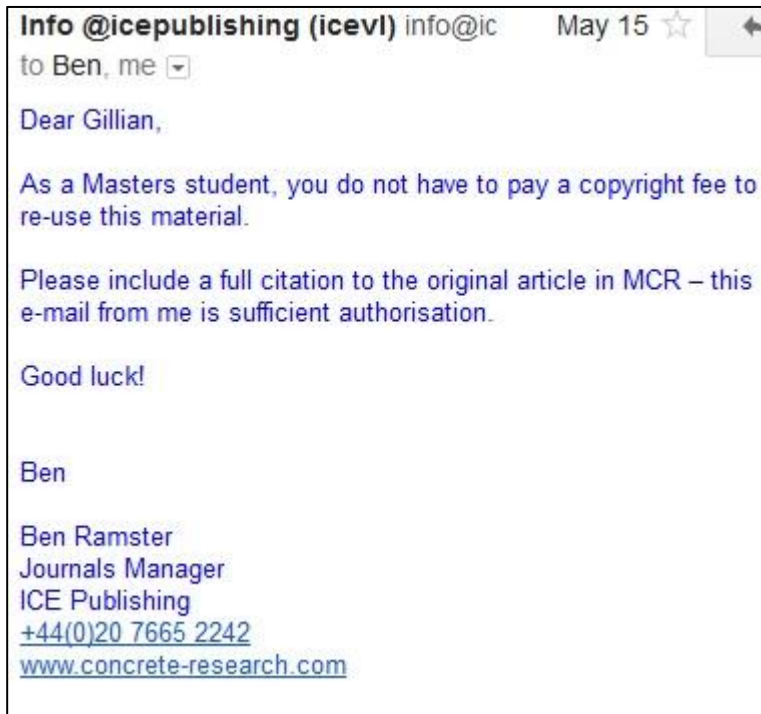 Info @icepublishing (icevl) info@ic May 15
to Ben, me
Dear Gillian,
As a Masters student, you do not have to pay a copyright fee to
re-use this material.
Please include a full citation to the original article in MCR – this
e-mail from me is sufficient authorisation.
Good luck!
Ben
Ben Ramster
Journals Manager
ICE Publishing
+44(0)20 7665 2242
www.concrete-research.com